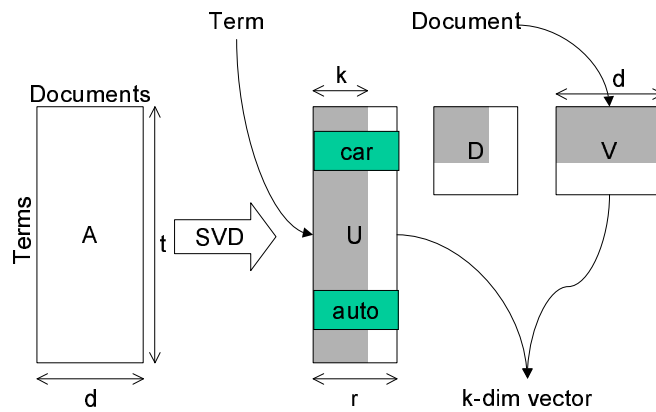 Term
Document
k
d
Documents
car
D
V
Terms
A
t
SVD
U
auto
d
r
k-dim vector